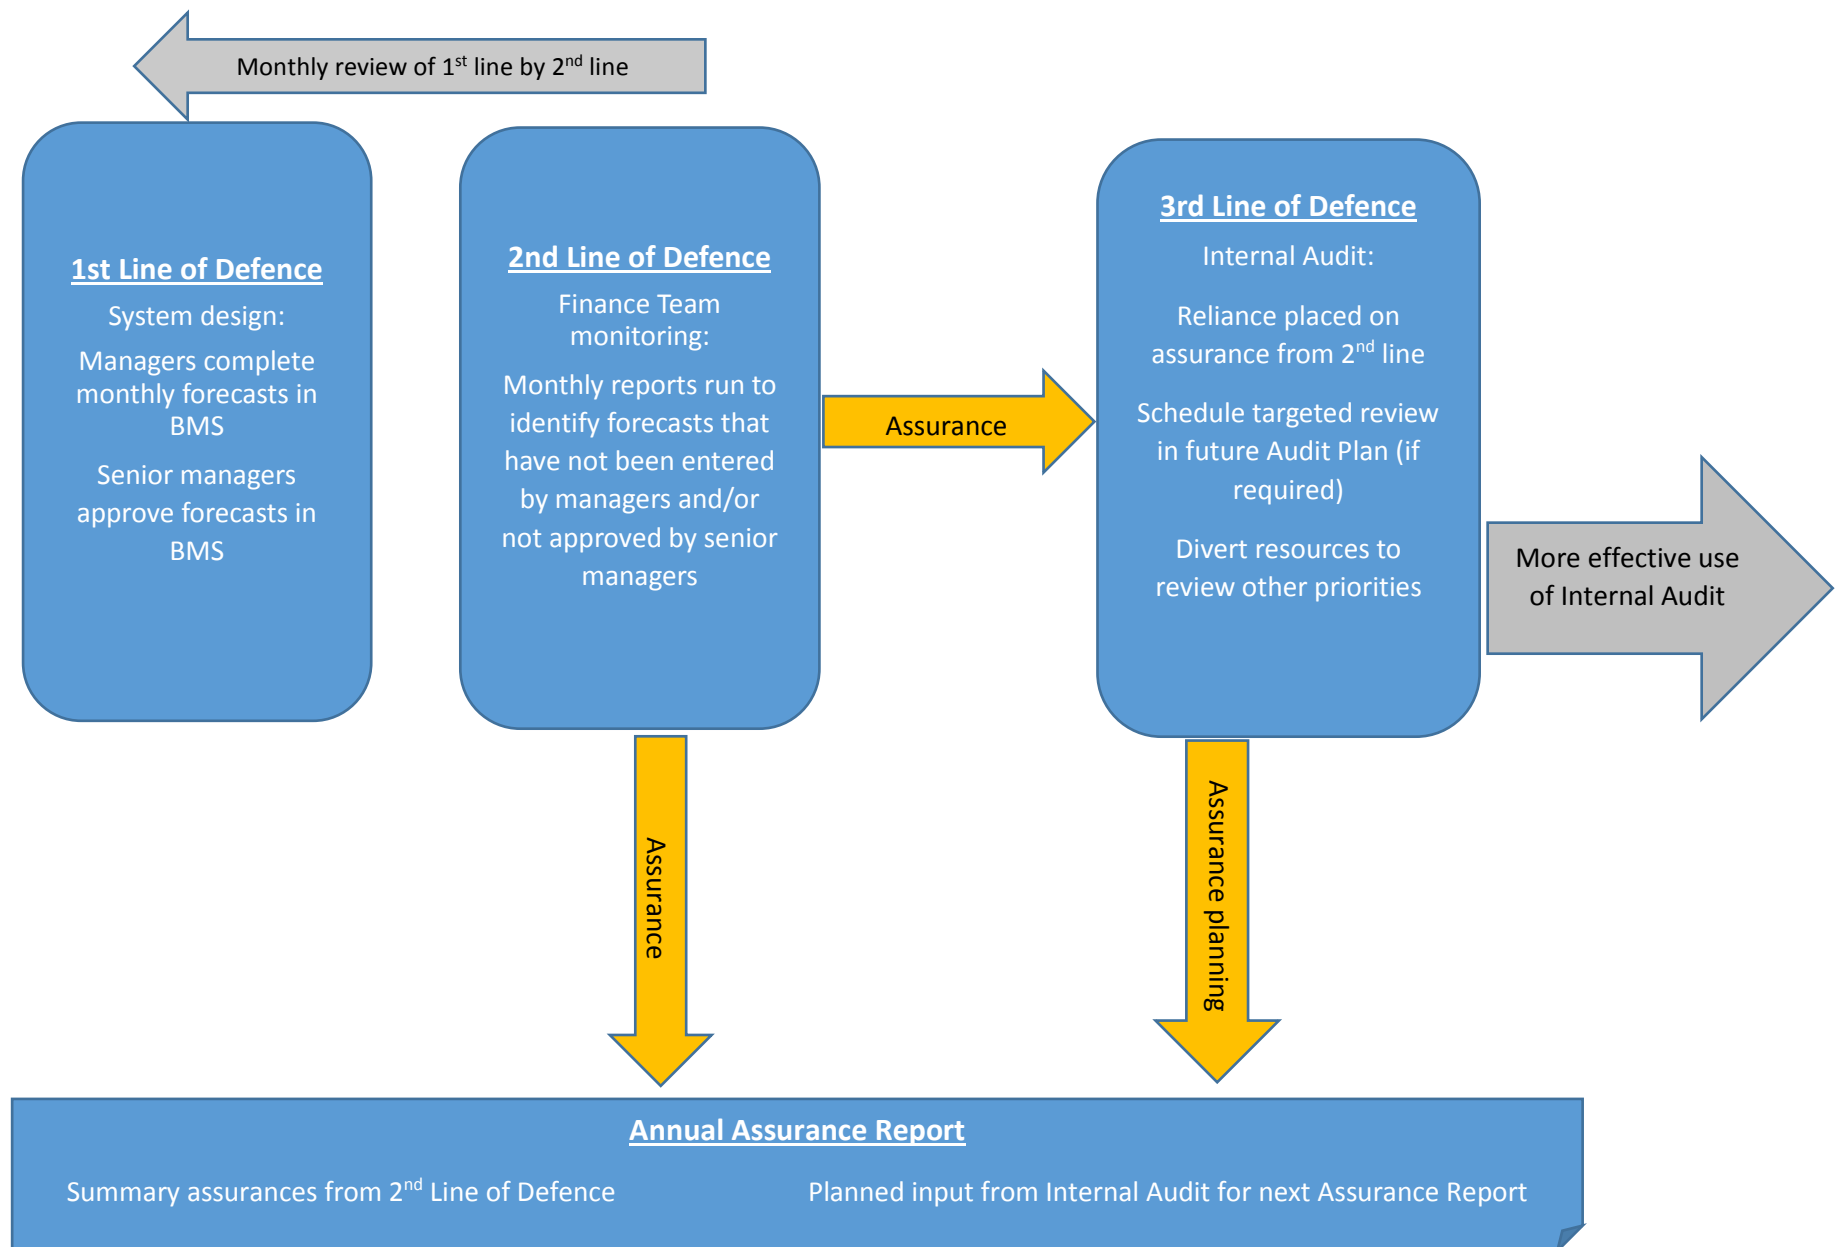 Monthly review of 1st line by 2nd line
1st Line of Defence
System design:
Managers complete
monthly forecasts in
BMS
Senior managers
approve forecasts in
BMS
2nd Line of Defence
Finance Team
monitoring:
Monthly reports run to
identify forecasts that
have not been entered
by managers and/or
not approved by senior
managers
Assurance
3rd Line of Defence
Internal Audit:
Reliance placed on
assurance from 2nd line
Schedule targeted review
in future Audit Plan (if
required)
Divert resources to
review other priorities
More effective use
of Internal Audit
Assurance
Assurance planning
Annual Assurance Report
Summary assurances from 2nd Line of Defence
Planned input from Internal Audit for next Assurance Report